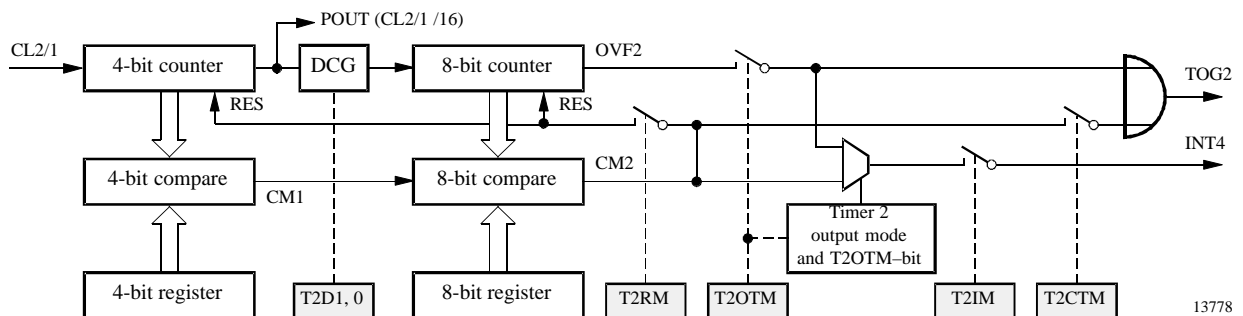 POUT (CL2/1 /16)
CL2/1
4-bit counter
DCG
8-bit counter
OVF2
TOG2
RES
RES
INT4
4-bit compare
CM1
8-bit compare
CM2
Timer 2
output mode
and T2OTM–bit
4-bit register
T2D1, 0
8-bit register
T2RM
T2OTM
T2IM
T2CTM
13778